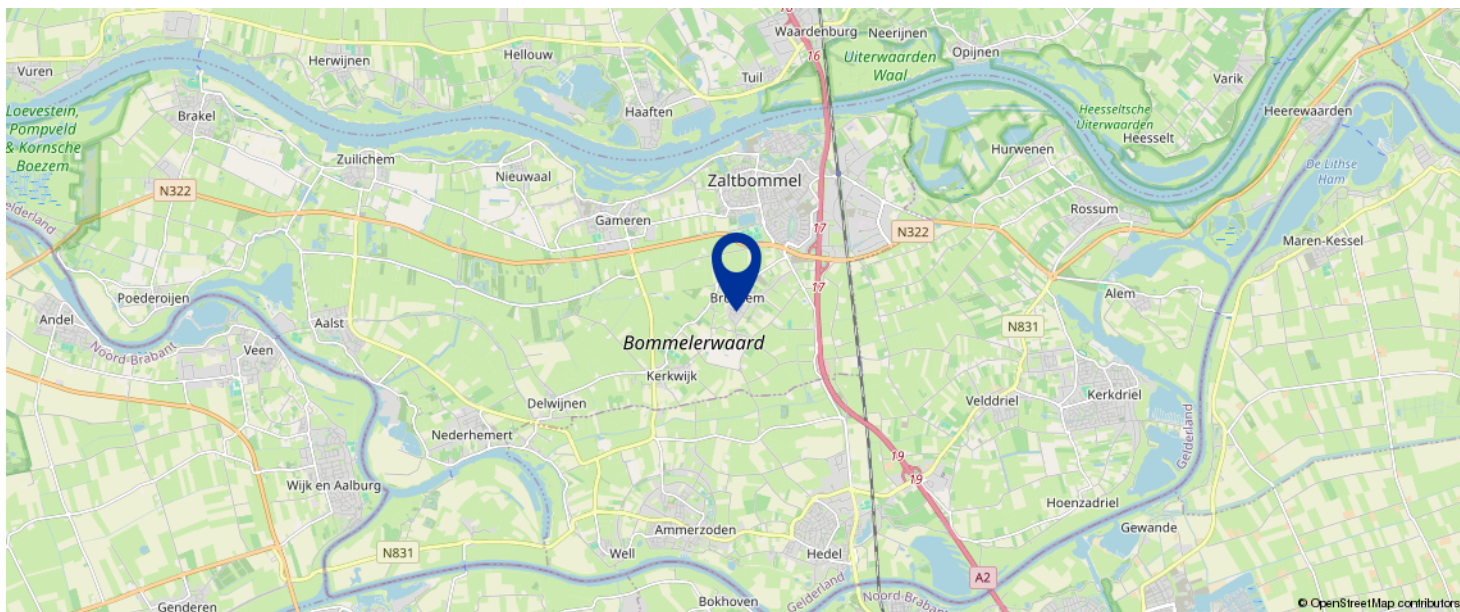 16
Waardenburg
Neerijnen
Opijnen
Hellouw
Herwijnen
Vuren
16
Uiterwaarden
Waal
Tuil
Varik
Loevestein,
Pompveld
& Kornsche
Boezem
Brakel
Haaften
Heesseltsche
Uiterwaarden
Heerewaarden
Heesselt
Hurwenen
Zuilichem
Nieuwaal
Zaltbommel
De Lithse
Ham
N322
Gelderland
Gameren
17
N322
Rossum
Maren-Kessel
17
Poederoijen
Alem
Andel
Aalst
N831
Noord-Brabant
Veen
Bommelerwaard
Kerkwijk
Delwijnen
Velddriel
Kerkdriel
Nederhemert
Gelderland
19
19
Wijk en Aalburg
Hoenzadriel
Ammerzoden
Gewande
N831
Well
Hedel
A2
Gelderland
Noord-Brabant
Genderen
Bokhoven
© OpenStreetMap contributors